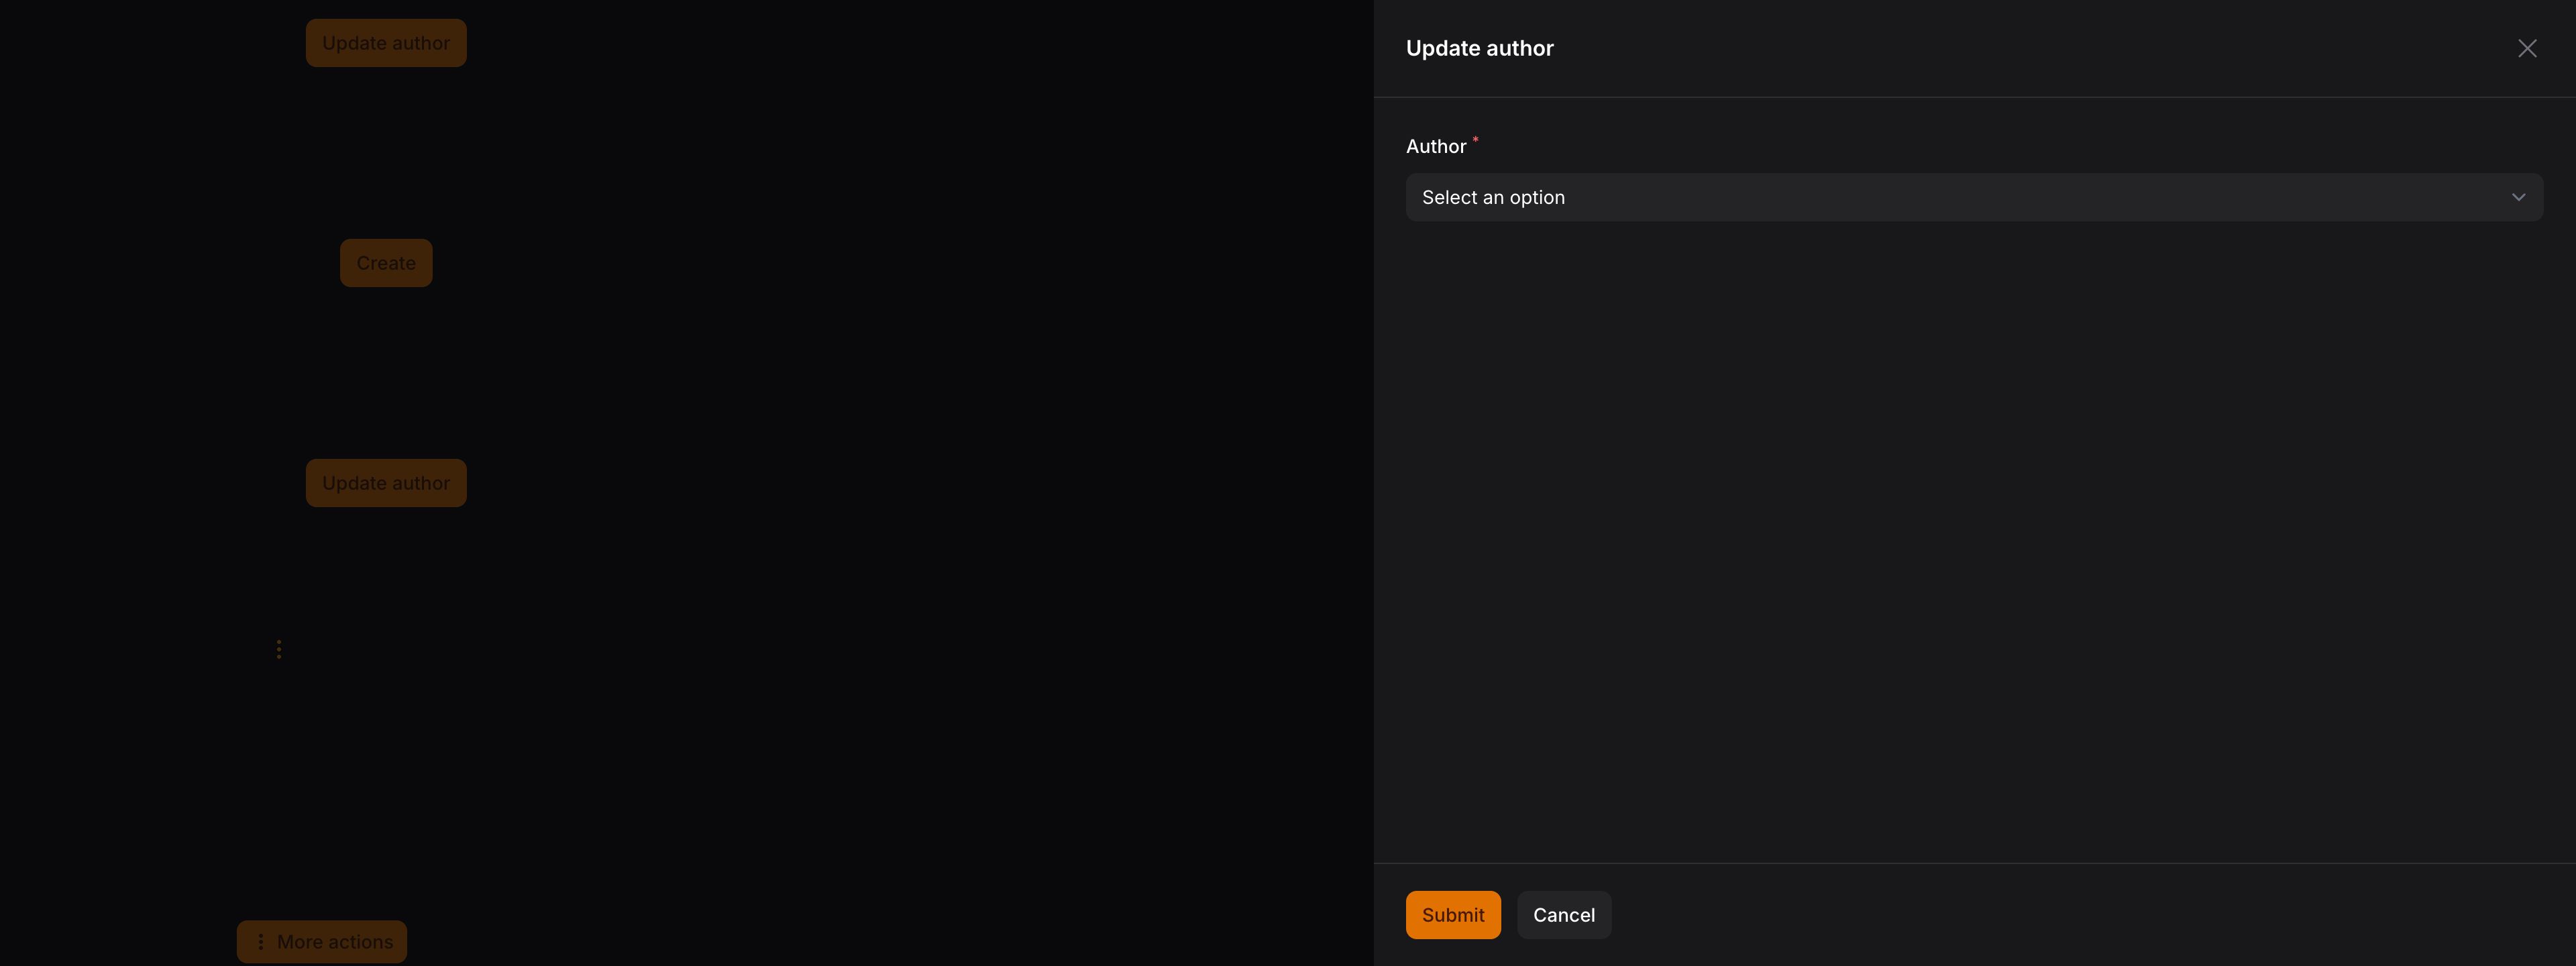 Update author
Create
Update author
More actions
Update author
Author *
Select an option
Submit
Cancel